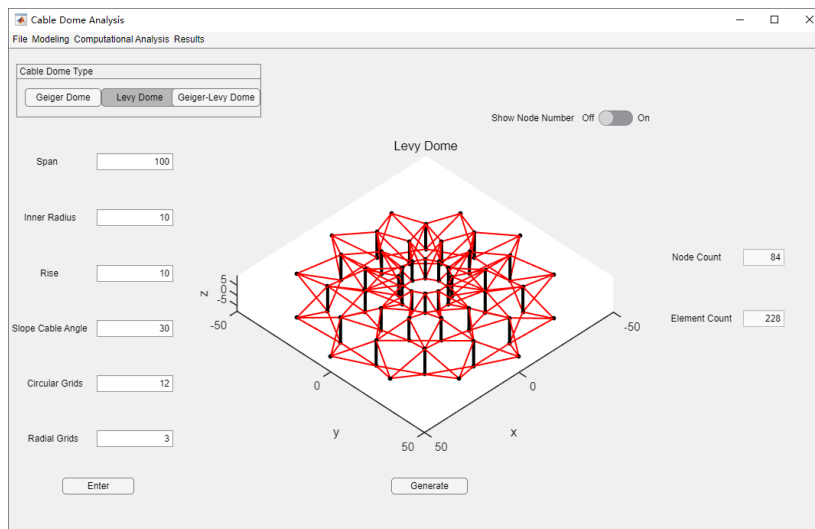 Cable Dome Analysis
File Modeling Computational Analysis Results
Cable Dome Type
Geiger Dome Levy Dome Geiger-Levy Dome
Show Node Number Off On
Levy Dome
Span 100
Inner Radius 10
Rise 10
Slope Cable Angle 30
Circular Grids 12
Radial Grids 3
Enter
Generate
z
5
0
-5
-50
0
y
50
50
x
0
-50
Node Count 84
Element Count 228